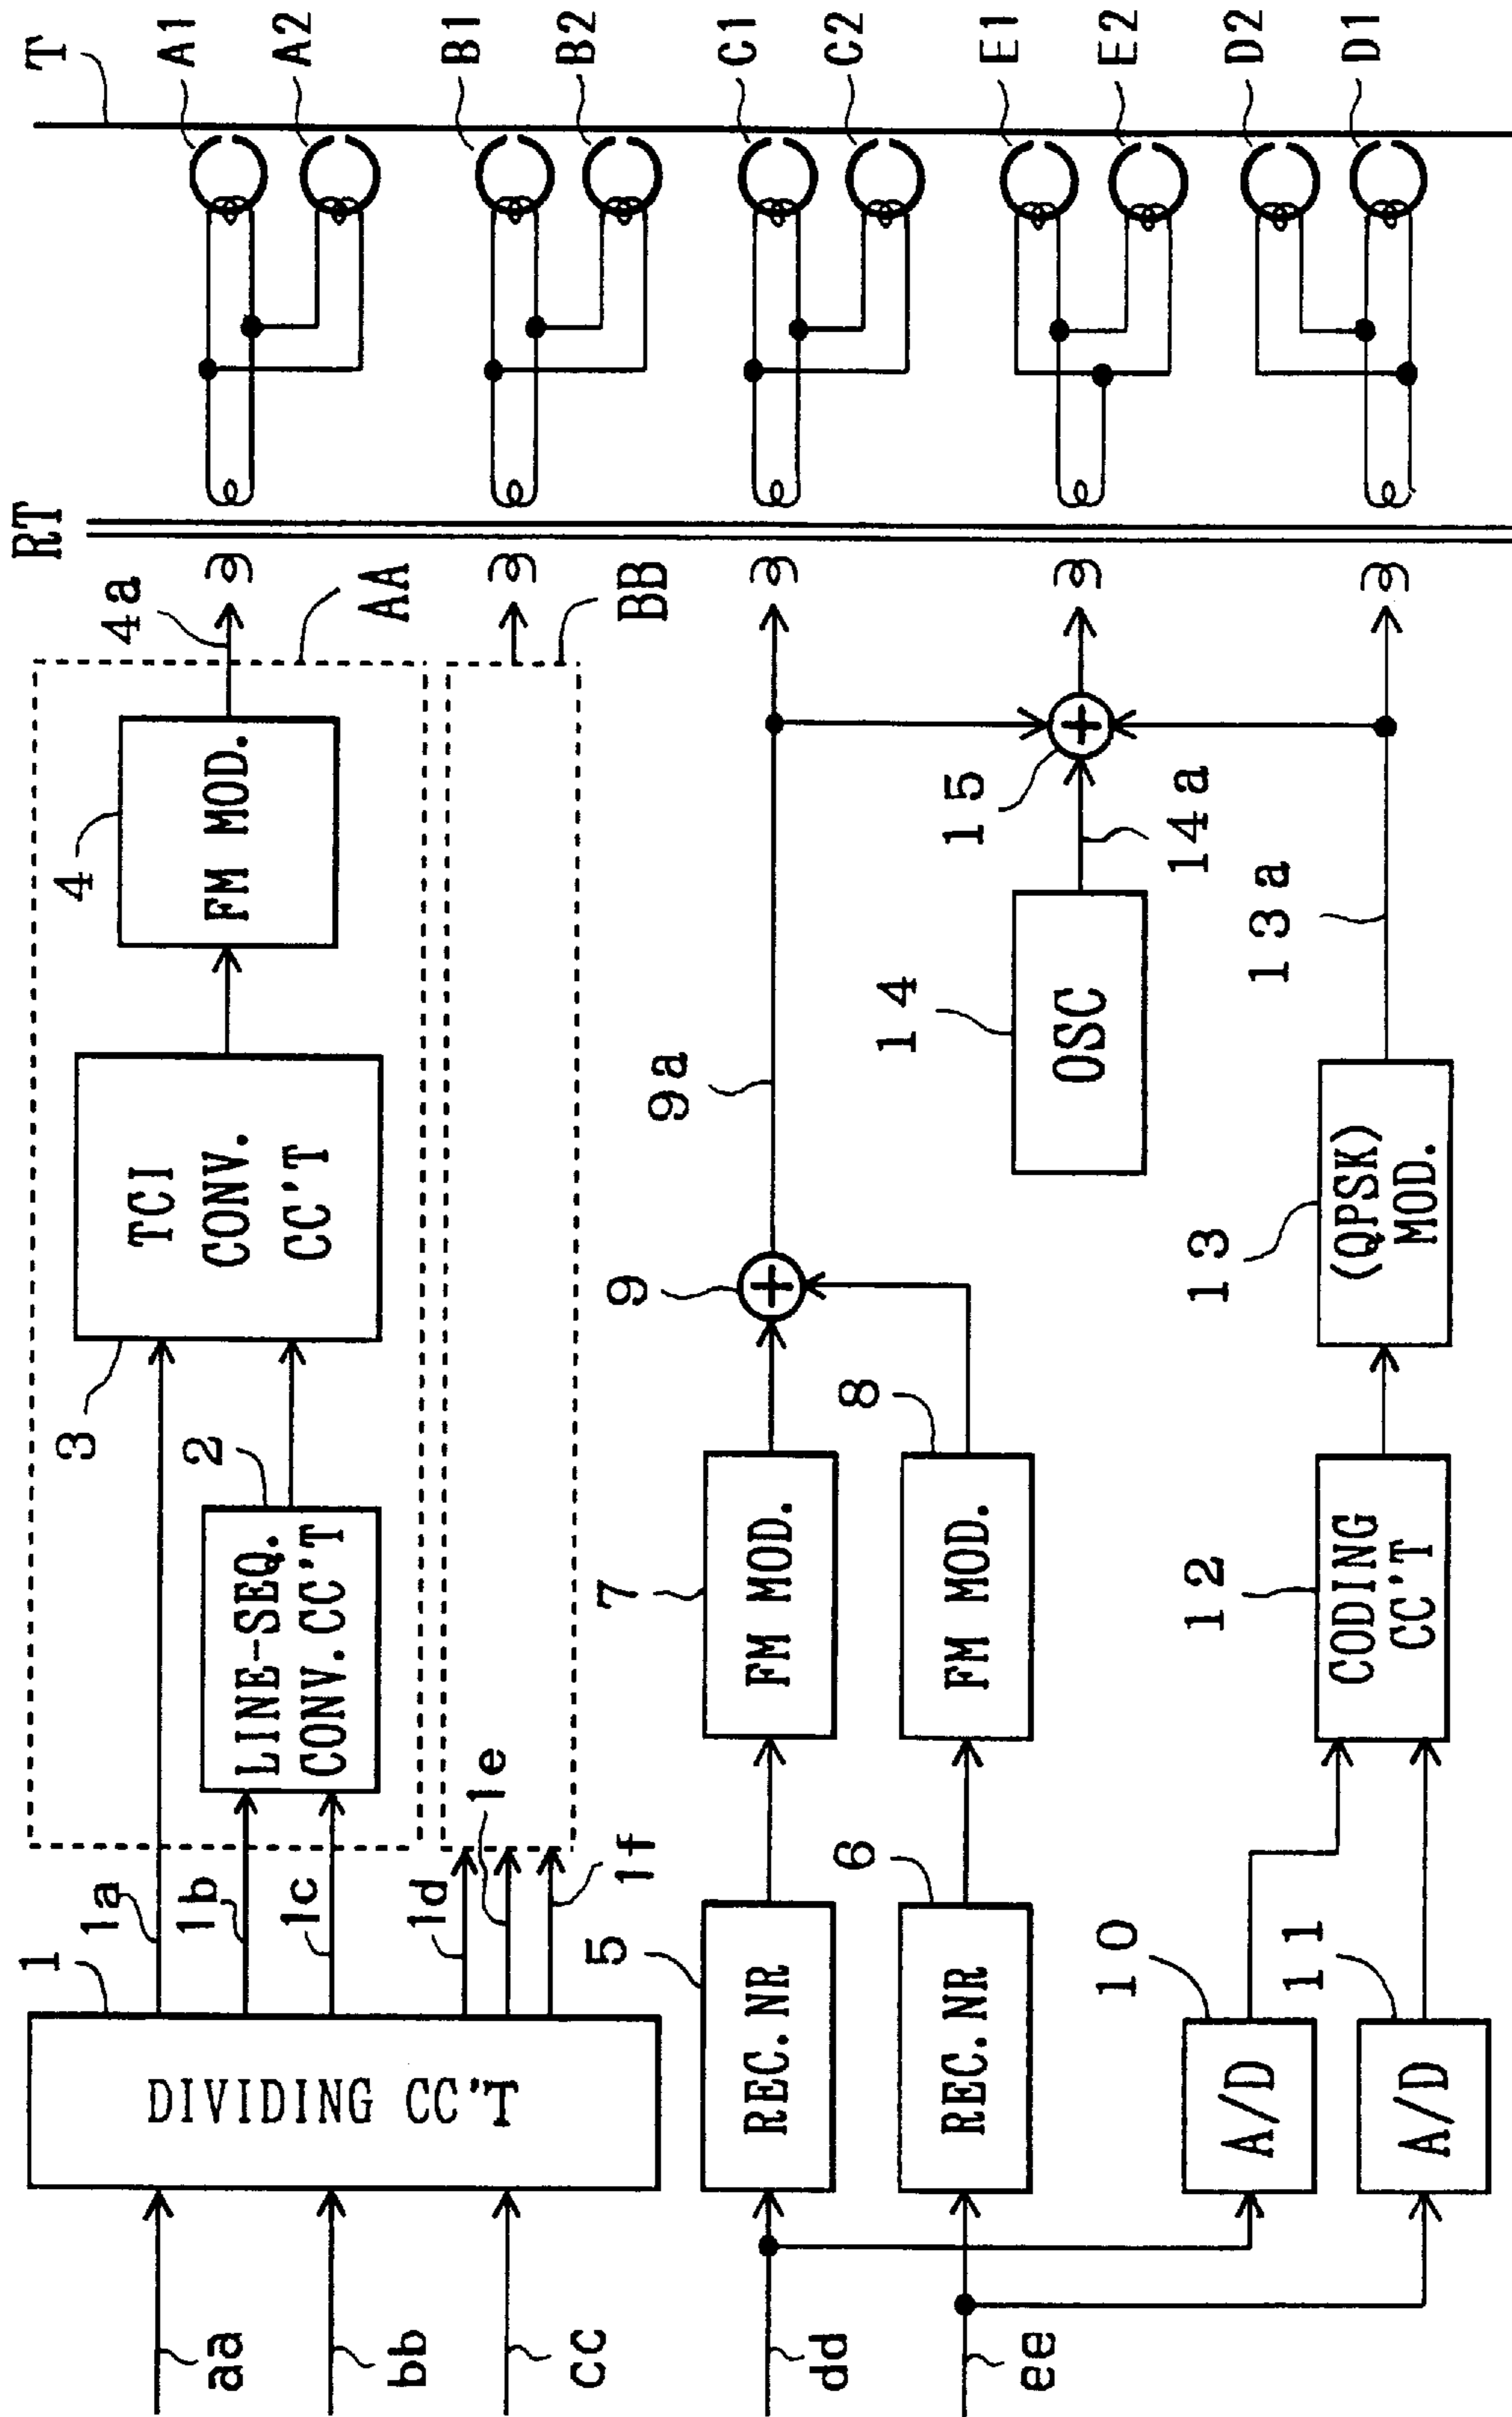 RT
T
A1
A2
B1
B2
C1
C2
E1
E2
D2
D1
aa
bb
cc
dd
ee
1
DIVIDING CC'T
1a
1b
1c
1d
1e
1f
2
LINE-SEQ.
CONV.CC'T
3
TCI
CONV.
CC'T
4
FM MOD.
4a
AA
BB
5
REC.NR
6
REC.NR
7
FM MOD.
8
FM MOD.
9
+
9a
10
A/D
11
A/D
12
CODING
CC'T
13
(QPSK)
MOD.
13a
14
OSC
14a
15
+